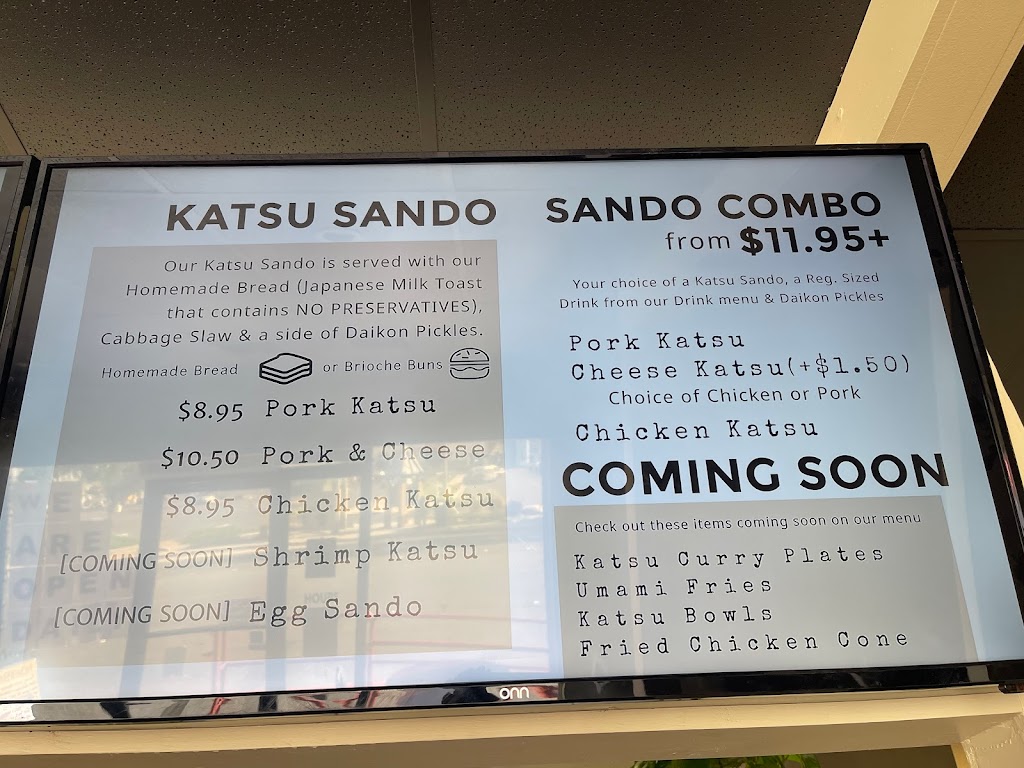 KATSU SANDO
Our Katsu Sando is served with our
Homemade Bread (Japanese Milk Toast
that contains NO PRESERVATIVES),
Cabbage Slaw & a side of Daikon Pickles.
Homemade Bread or Brioche Buns
$8.95 Pork Katsu
$10.50 Pork & Cheese
$8.95 Chicken Katsu
[COMING SOON] Shrimp Katsu
[COMING SOON] Egg Sando
SANDO COMBO
from $11.95+
Your choice of a Katsu Sando, a Reg. Sized
Drink from our Drink menu & Daikon Pickles
Pork Katsu
Cheese Katsu(+$1.50)
Choice of Chicken or Pork
Chicken Katsu
COMING SOON
Check out these items coming soon on our menu
Katsu Curry Plates
Umami Fries
Katsu Bowls
Fried Chicken Cone
onn
WE
ARE
OPEN